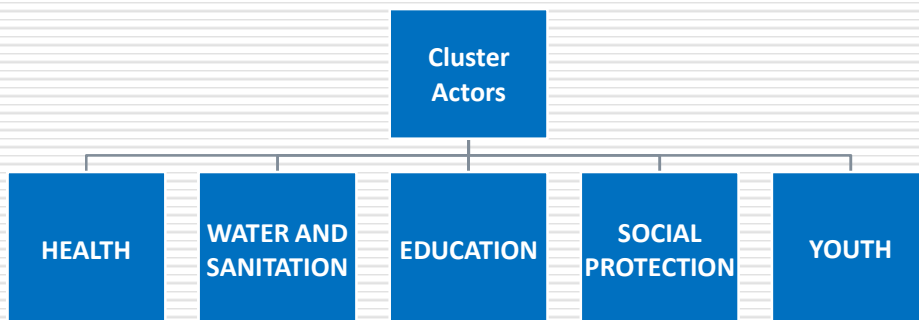 Cluster
Actors
HEALTH
WATER AND
SANITATION
EDUCATION
SOCIAL
PROTECTION
YOUTH